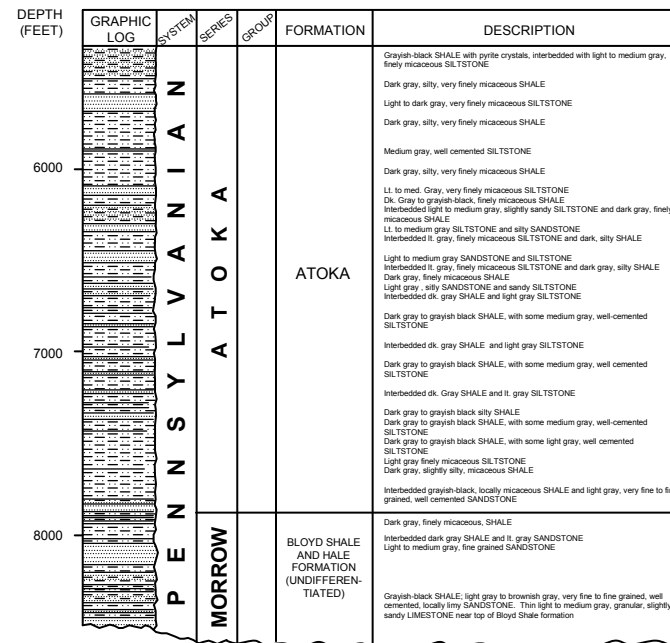 DEPTH
(FEET)
GRAPHIC
LOG
SYSTEM
SERIES
GROUP
FORMATION
DESCRIPTION
6000
7000
8000
PENNSYLVANIAN
ATOKA
MORROW
ATOKA
BLOYD SHALE
AND HALE
FORMATION
(UNDIFFEREN-
TIATED)
Grayish-black SHALE with pyrite crystals, interbedded with light to medium gray,
finely micaceous SILTSTONE
Dark gray, silty, very finely micaceous SHALE
Light to dark gray, very finely micaceous SILTSTONE
Dark gray, silty, very finely micaceous SHALE
Medium gray, well cemented SILTSTONE
Dark gray, silty, very finely micaceous SHALE
Lt. to med. Gray, very finely micaceous SILTSTONE
Dk. Gray to grayish-black, finely micaceous SHALE
Interbedded light to medium gray, slightly sandy SILTSTONE and dark gray, finely
micaceous SHALE
Lt. to medium gray SILTSTONE and silty SANDSTONE
Interbedded lt. gray, finely micaceous SILTSTONE and dark, silty SHALE
Light to medium gray SANDSTONE and SILTSTONE
Interbedded lt. gray, finely micaceous SILTSTONE and dark gray, silty SHALE
Dark gray, finely micaceous SHALE
Light gray , silty SANDSTONE and sandy SILTSTONE
Interbedded dk. gray SHALE and light gray SILTSTONE
Dark gray to grayish black SHALE, with some medium gray, well-cemented
SILTSTONE
Interbedded dk. gray SHALE and light gray SILTSTONE
Dark gray to grayish black SHALE, with some medium gray, well cemented
SILTSTONE
Interbedded dk. Gray SHALE and lt. gray SILTSTONE
Dark gray to grayish black silty SHALE
Dark gray to grayish black SHALE, with some medium gray, well-cemented
SILTSTONE
Dark gray to grayish black SHALE, with some light gray, well cemented
SILTSTONE
Light gray finely micaceous SILTSTONE
Dark gray, slightly silty, micaceous SHALE
Interbedded grayish-black, locally micaceous SHALE and light gray, very fine to
grained, well cemented SANDSTONE
Dark gray, finely micaceous, SHALE
Interbedded dark gray SHALE and lt. gray SANDSTONE
Light to medium gray, fine grained SANDSTONE
Grayish-black SHALE; light gray to brownish gray, very fine to fine grained, well
cemented, locally limy SANDSTONE. Thin light to medium gray, granular, slightly
sandy LIMESTONE near top of Bloyd Shale formation